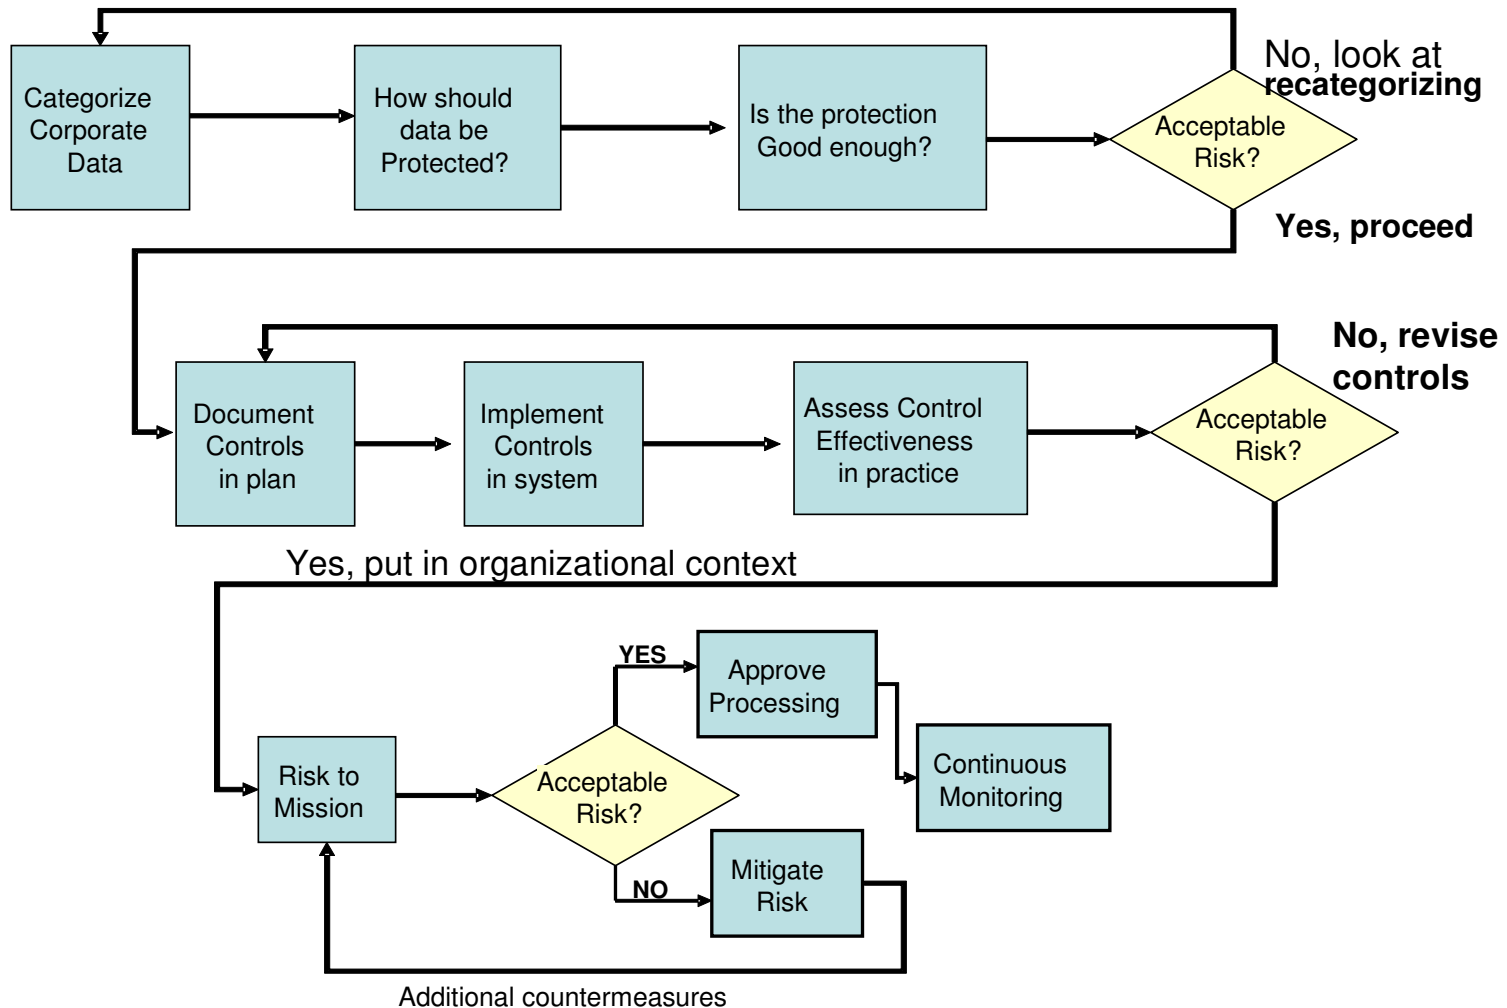 Categorize
Corporate
Data
How should
data be
Protected?
Is the protection
Good enough?
Acceptable
Risk?
No, look at
recategorizing
Yes, proceed
Document
Controls
in plan
Implement
Controls
in system
Assess Control
Effectiveness
in practice
Acceptable
Risk?
No, revise
controls
Yes, put in organizational context
Risk to
Mission
Acceptable
Risk?
YES
Approve
Processing
Continuous
Monitoring
NO
Mitigate
Risk
Additional countermeasures